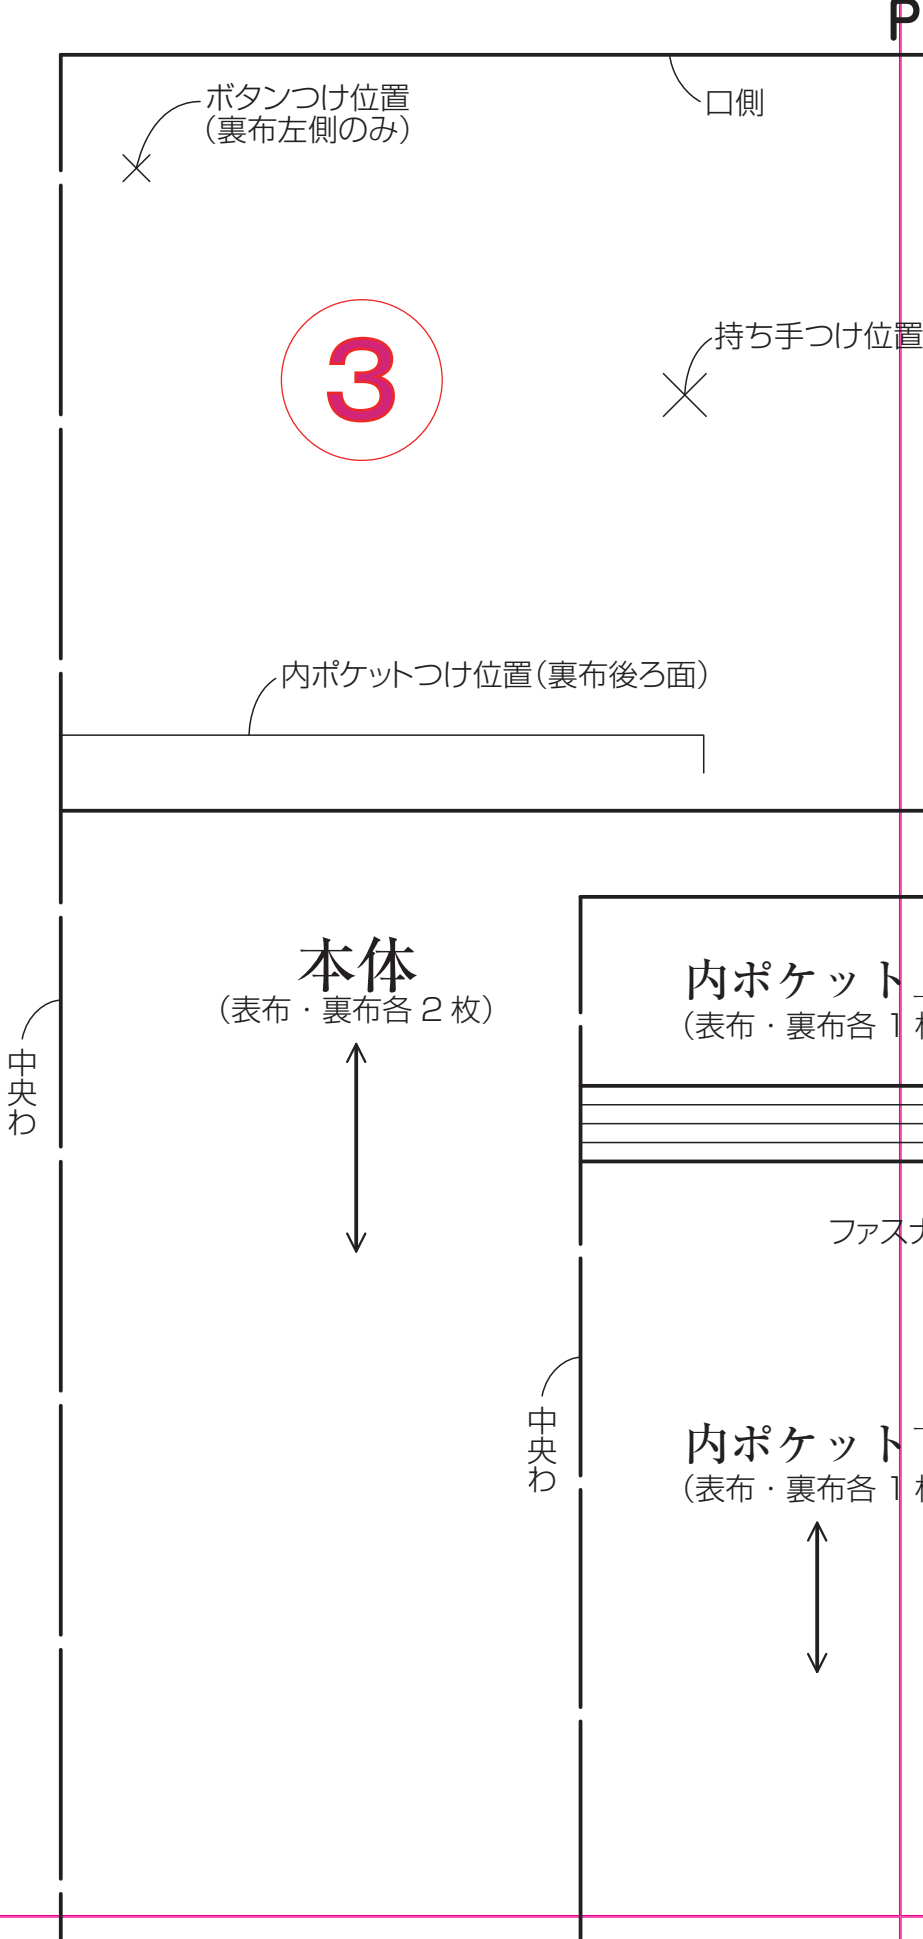 P
ボタンつけ位置
(裏布左側のみ)
口側
3
持ち手つけ位置
内ポケットつけ位置(裏布後ろ面)
本体
(表布・裏布各2枚)
中央わ
内ポケット
(表布・裏布各1
ファス
中央わ
内ポケット
(表布・裏布各1